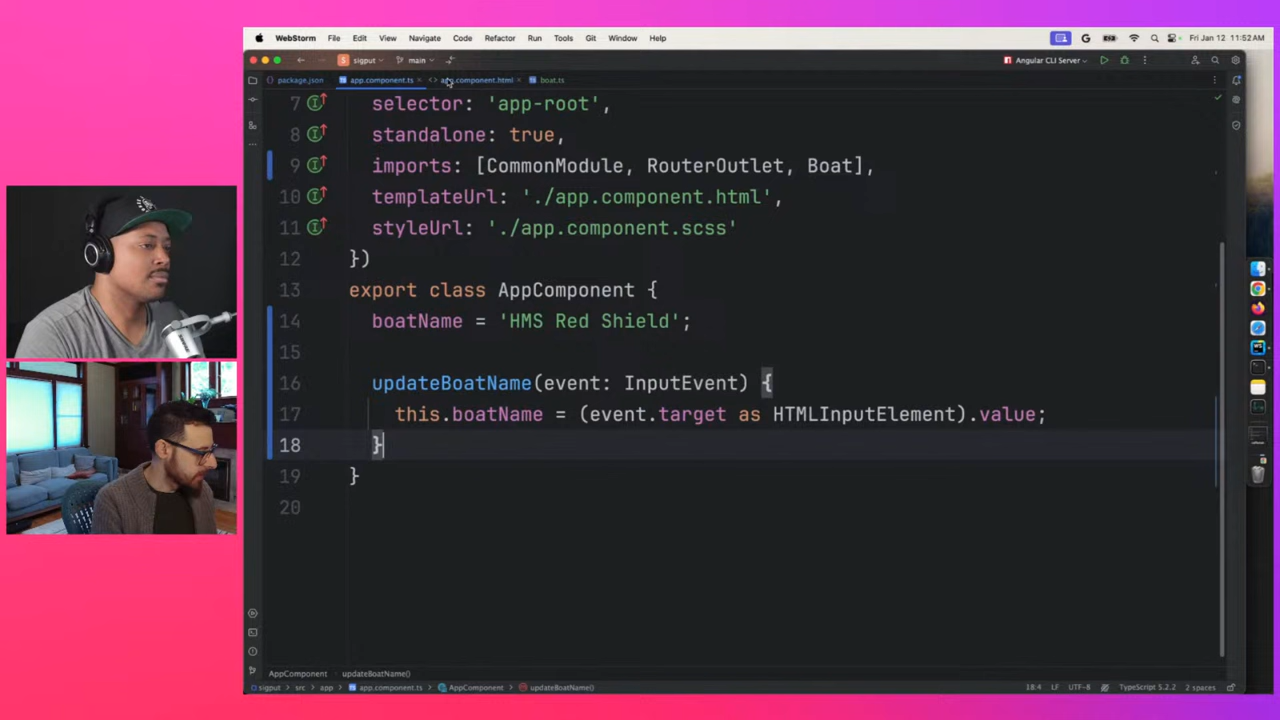 WebStorm File Edit View Navigate Code Refactor Run Tools Git Window Help Fri Jan 12 11:52 AM
sigput main Angular CLI Server
package.json app.component.ts app.component.html boat.ts
7 selector: 'app-root',
8 standalone: true,
9 imports: [CommonModule, RouterOutlet, Boat],
10 templateUrl: './app.component.html',
11 styleUrl: './app.component.scss'
12 })
13 export class AppComponent {
14 boatName = 'HMS Red Shield';
15
16 updateBoatName(event: InputEvent) {
17 this.boatName = (event.target as HTMLInputElement).value;
18 }
19 }
20
AppComponent updateBoatName()
sigput src app app.component.ts AppComponent updateBoatName() 18:4 LF UTF-8 TypeScript 5.2.2 2 spaces